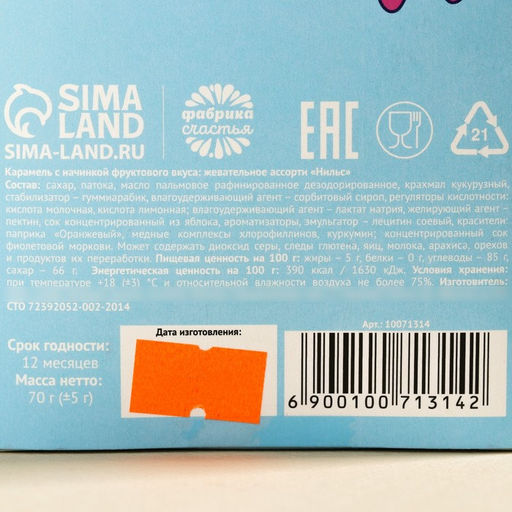 SIMA
LAND
SIMA-LAND.RU
фабрика
счастья
EAC
21
Карамель с начинкой фруктового вкуса: жевательное ассорти «Нильс»
Состав: сахар, патока, масло пальмовое рафинированное дезодорированное, крахмал кукурузный,
стабилизатор – гуммиарабик, влагоудерживающий агент – сорбитовый сироп, регуляторы кислотности:
кислота молочная, кислота лимонная; влагоудерживающий агент – лактат натрия, желирующий агент –
пектин, сок концентрированный из яблока, ароматизаторы, эмульгатор – лецитин соевый, красители:
паприка «Оранжевый», медные комплексы хлорофиллинов, куркумин; концентрированный сок
фиолетовой моркови. Может содержать диоксид серы, следы глютена, яиц, молока, арахиса, орехов
и продуктов их переработки. Пищевая ценность на 100 г: жиры – 5 г, белки – 0 г, углеводы – 85 г,
сахар – 66 г. Энергетическая ценность на 100 г: 390 ккал / 1630 кДж. Условия хранения:
при температуре +18 (±3) °С и относительной влажности воздуха не более 75%. Изготовитель:
СТО 72392052-002-2014
Срок годности:
12 месяцев
Масса нетто:
70 г (±5 г)
Дата изготовления:
Арт.: 10071314
6 900100 713142